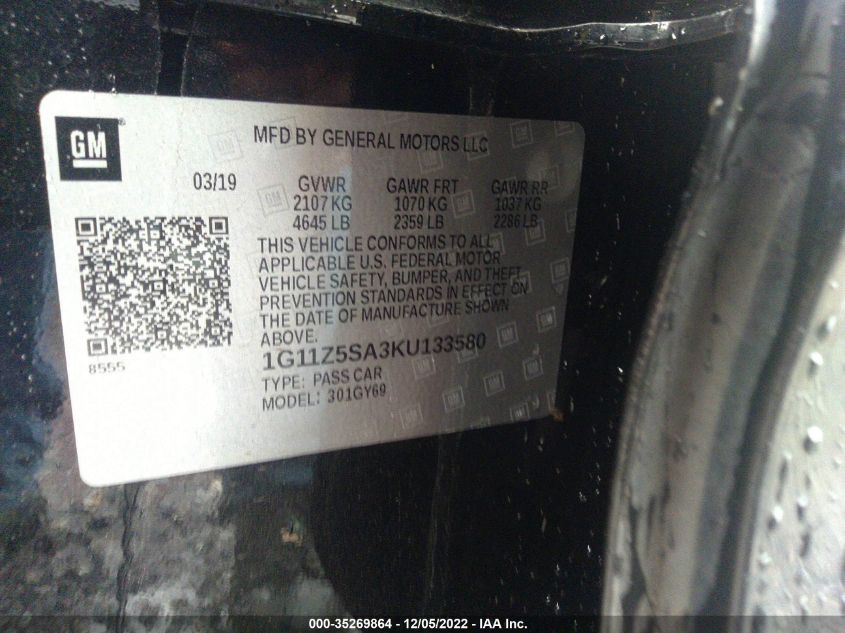 GM
MFD BY GENERAL MOTORS LLC
03/19 GVWR GAWR FRT GAWR RR
2107 KG 1070 KG 1037 KG
4645 LB 2359 LB 2286 LB
THIS VEHICLE CONFORMS TO ALL
APPLICABLE U.S. FEDERAL MOTOR
VEHICLE SAFETY, BUMPER, AND THEFT
PREVENTION STANDARDS IN EFFECT ON
THE DATE OF MANUFACTURE SHOWN
ABOVE.
1G11Z5SA3KU133580
8555
TYPE: PASS CAR
MODEL: 301GY69
000-35269864 - 12/05/2022 - IAA Inc.